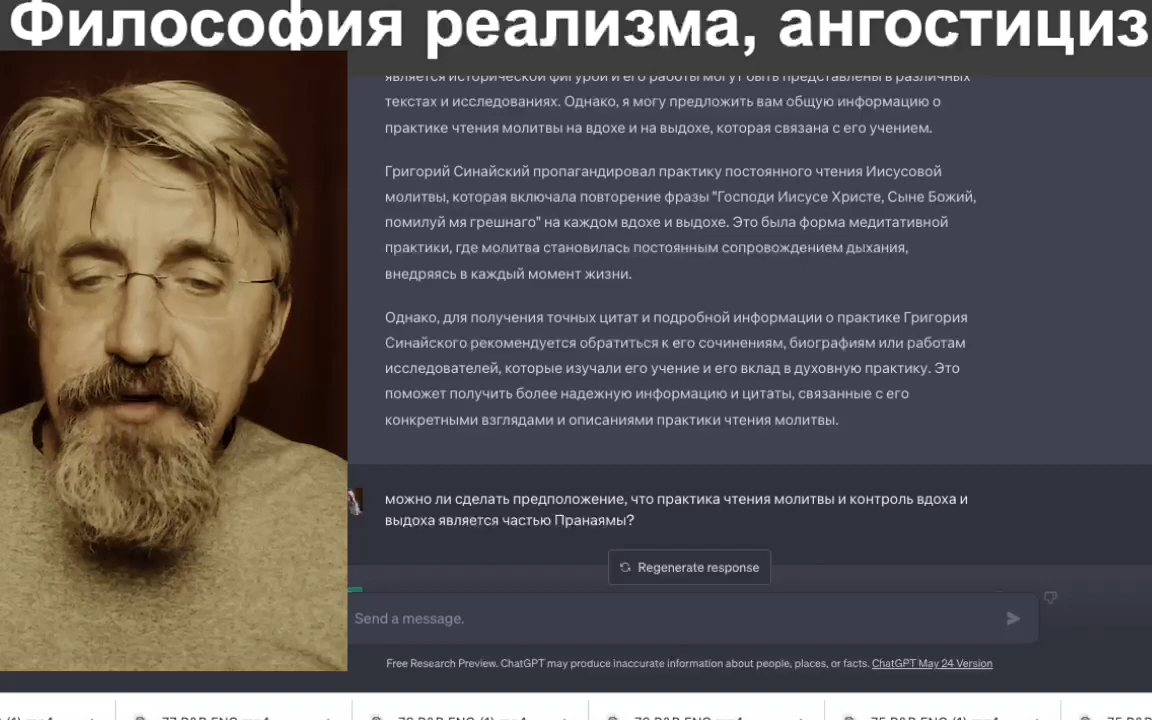 Философия реализма, ангостициз
является исторической фигурой и его работы могут быть представлены в различных
текстах и исследованиях. Однако, я могу предложить вам общую информацию о
практике чтения молитвы на вдохе и на выдохе, которая связана с его учением.
Григорий Синайский пропагандировал практику постоянного чтения Иисусовой
молитвы, которая включала повторение фразы "Господи Иисусе Христе, Сыне Божий,
помилуй мя грешнаго" на каждом вдохе и выдохе. Это была форма медитативной
практики, где молитва становилась постоянным сопровождением дыхания,
внедряясь в каждый момент жизни.
Однако, для получения точных цитат и подробной информации о практике Григория
Синайского рекомендуется обратиться к его сочинениям, биографиям или работам
исследователей, которые изучали его учение и его вклад в духовную практику. Это
поможет получить более надежную информацию и цитаты, связанные с его
конкретными взглядами и описаниями практики чтения молитвы.
можно ли сделать предположение, что практика чтения молитвы и контроль вдоха и
выдоха является частью Пранаямы?
Regenerate response
Send a message.
Free Research Preview. ChatGPT may produce inaccurate information about people, places, or facts. ChatGPT May 24 Version